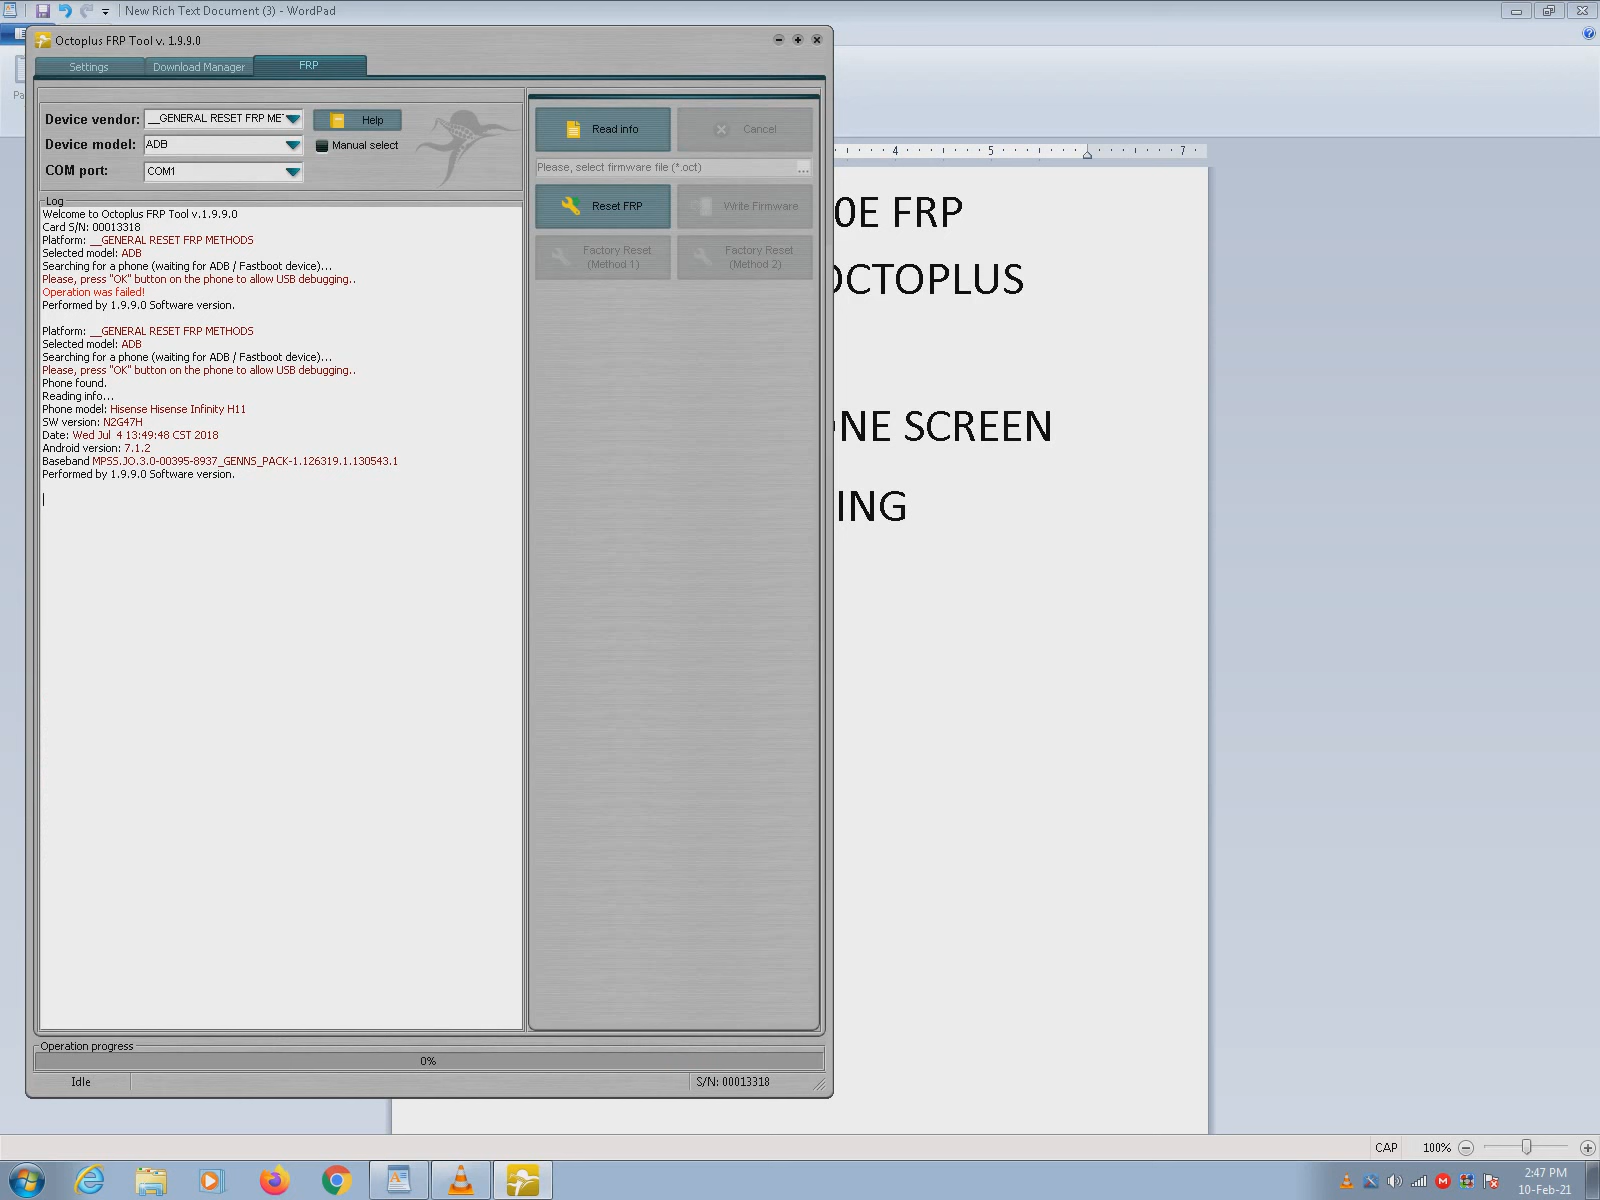 New Rich Text Document (3) - WordPad
Octoplus FRP Tool v. 1.9.9.0
Settings
Download Manager
FRP
Device vendor:
__GENERAL RESET FRP ME
Help
Device model:
ADB
Manual select
COM port:
COM1
Read info
Cancel
Please, select firmware file (*.oct)
...
Reset FRP
Write Firmware
Factory Reset
(Method 1)
Factory Reset
(Method 2)
Log
Welcome to Octoplus FRP Tool v.1.9.9.0
Card S/N: 00013318
Platform: __GENERAL RESET FRP METHODS
Selected model: ADB
Searching for a phone (waiting for ADB / Fastboot device)...
Please, press "OK" button on the phone to allow USB debugging..
Operation was failed!
Performed by 1.9.9.0 Software version.
Platform: __GENERAL RESET FRP METHODS
Selected model: ADB
Searching for a phone (waiting for ADB / Fastboot device)...
Please, press "OK" button on the phone to allow USB debugging..
Phone found.
Reading info...
Phone model: Hisense Hisense Infinity H11
SW version: N2G47H
Date: Wed Jul 4 13:49:48 CST 2018
Android version: 7.1.2
Baseband MPSS.JO.3.0-00395-8937_GENNS_PACK-1.126319.1.130543.1
Performed by 1.9.9.0 Software version.
4 5 7
0E FRP
OCTOPLUS
NE SCREEN
ING
Operation progress
0%
Idle
S/N: 00013318
CAP
100%
2:47 PM
10-Feb-21